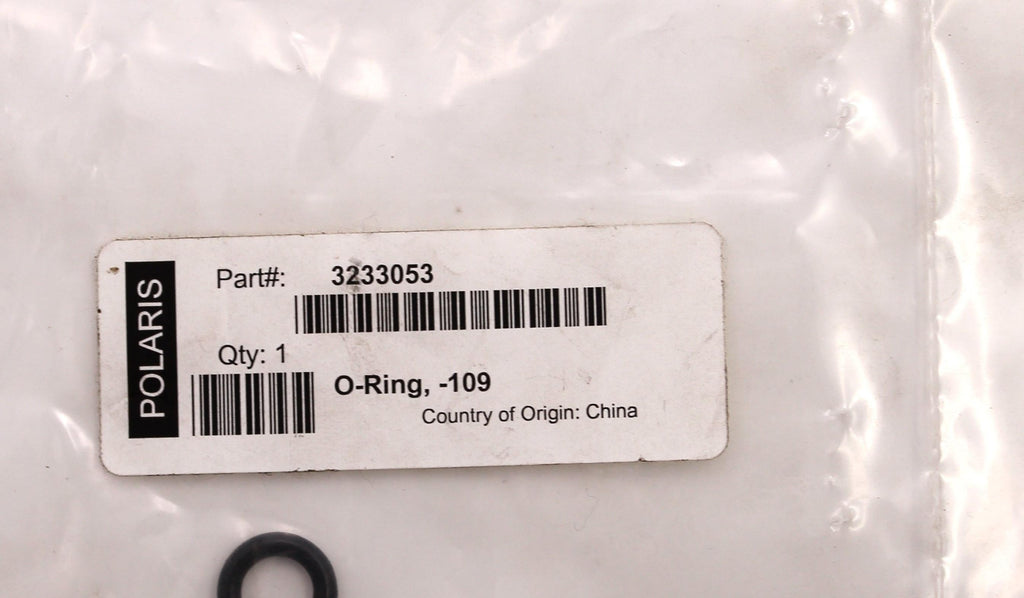 POLARIS
Part#: 3233053
Qty: 1
O-Ring, -109
Country of Origin: China